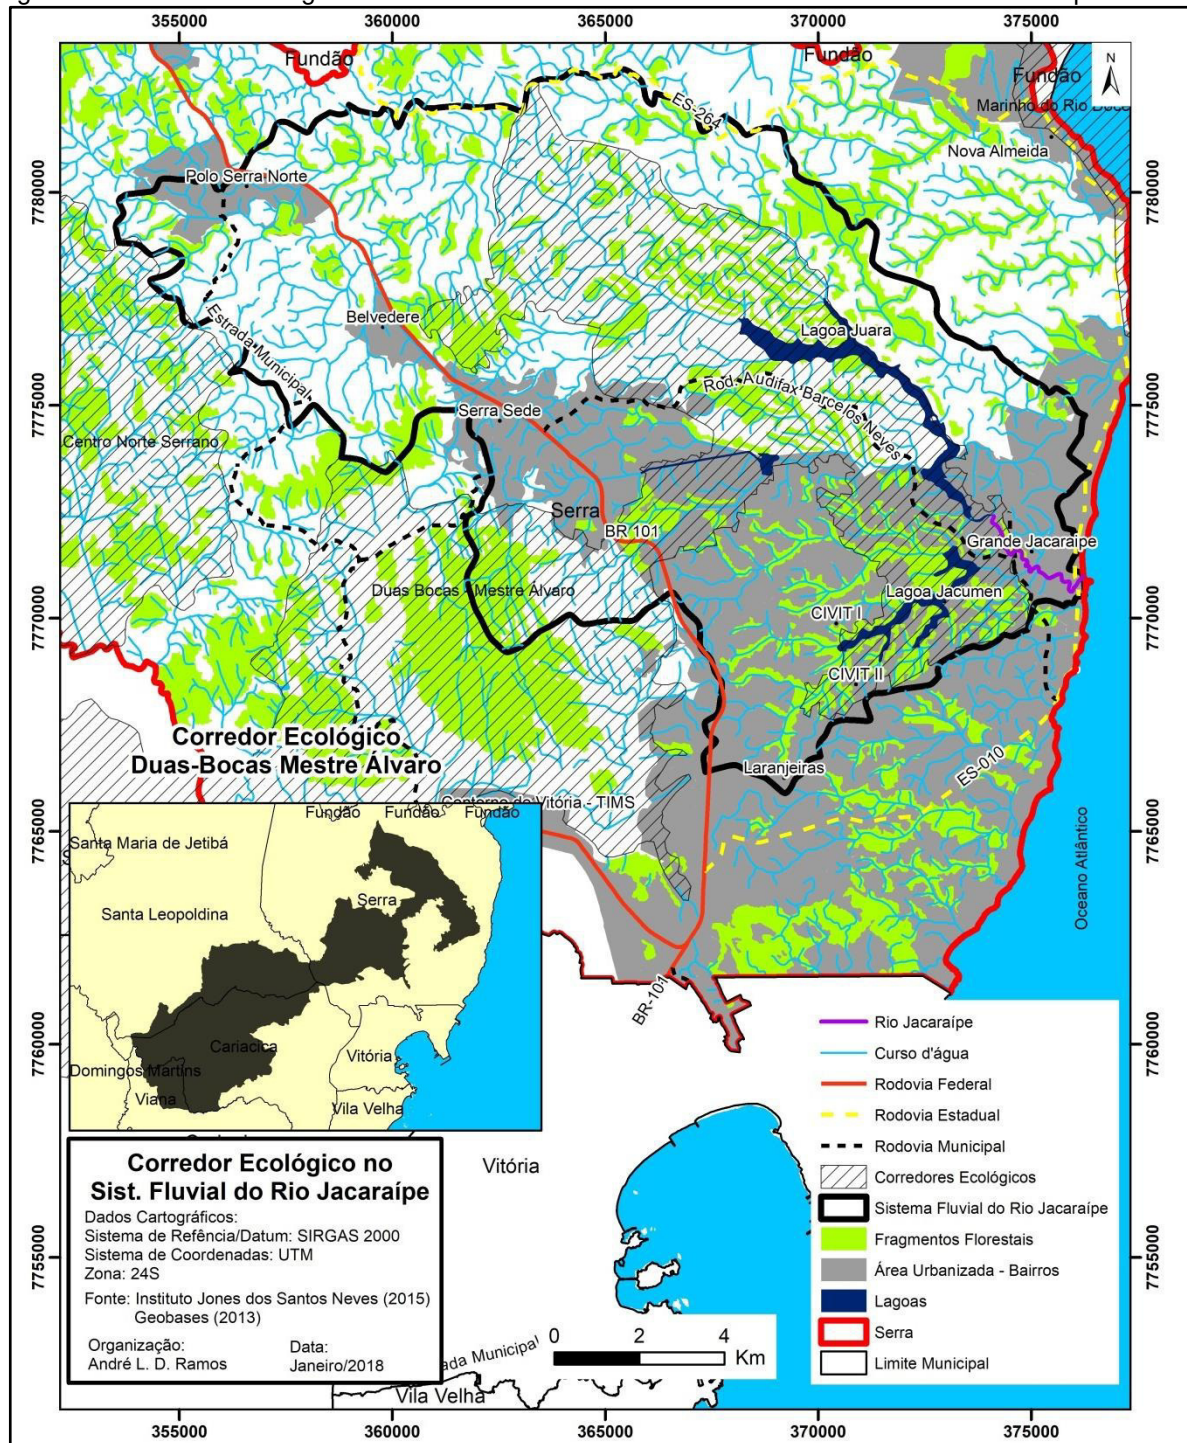 355000
360000
365000
370000
375000
Fundão
Fundão
Fundão
N
ES-264
Nova Almeida
Polo Serra Norte
7780000
7780000
Belvedere
Lagoa Juara
Estrada Municipal
Rod. Audifax Barcelos Neves
7775000
7775000
Serra Sede
Centro Norte Serrano
Serra
BR 101
Grande Jacaraipe
Duas Bocas - Mestre Álvaro
Lagoa Jacumen
CIVIT I
7770000
7770000
CIVIT II
Corredor Ecológico
Duas-Bocas Mestre Álvaro
Laranjeiras
ES-010
Contorno de Vitória - TIMS
7765000
7765000
Oceano Atlântico
Fundão
Fundão
Fundão
Santa Maria de Jetibá
Serra
Santa Leopoldina
BR-101
Cariacica
Vitória
Domingos Martins
Viana
Vila Velha
7760000
7760000
Rio Jacaraípe
Curso d'água
Rodovia Federal
Rodovia Estadual
Rodovia Municipal
Corredores Ecológicos
Sistema Fluvial do Rio Jacaraípe
Fragmentos Florestais
Área Urbanizada - Bairros
Lagoas
Serra
Limite Municipal
Corredor Ecológico no
Sist. Fluvial do Rio Jacaraípe
Dados Cartográficos:
Sistema de Refência/Datum: SIRGAS 2000
Sistema de Coordenadas: UTM
Zona: 24S
Fonte: Instituto Jones dos Santos Neves (2015)
Geobases (2013)
Organização:
André L. D. Ramos
Data:
Janeiro/2018
Vitória
7755000
7755000
Municipal
0 2 4
Km
Vila Velha
355000
360000
365000
370000
375000